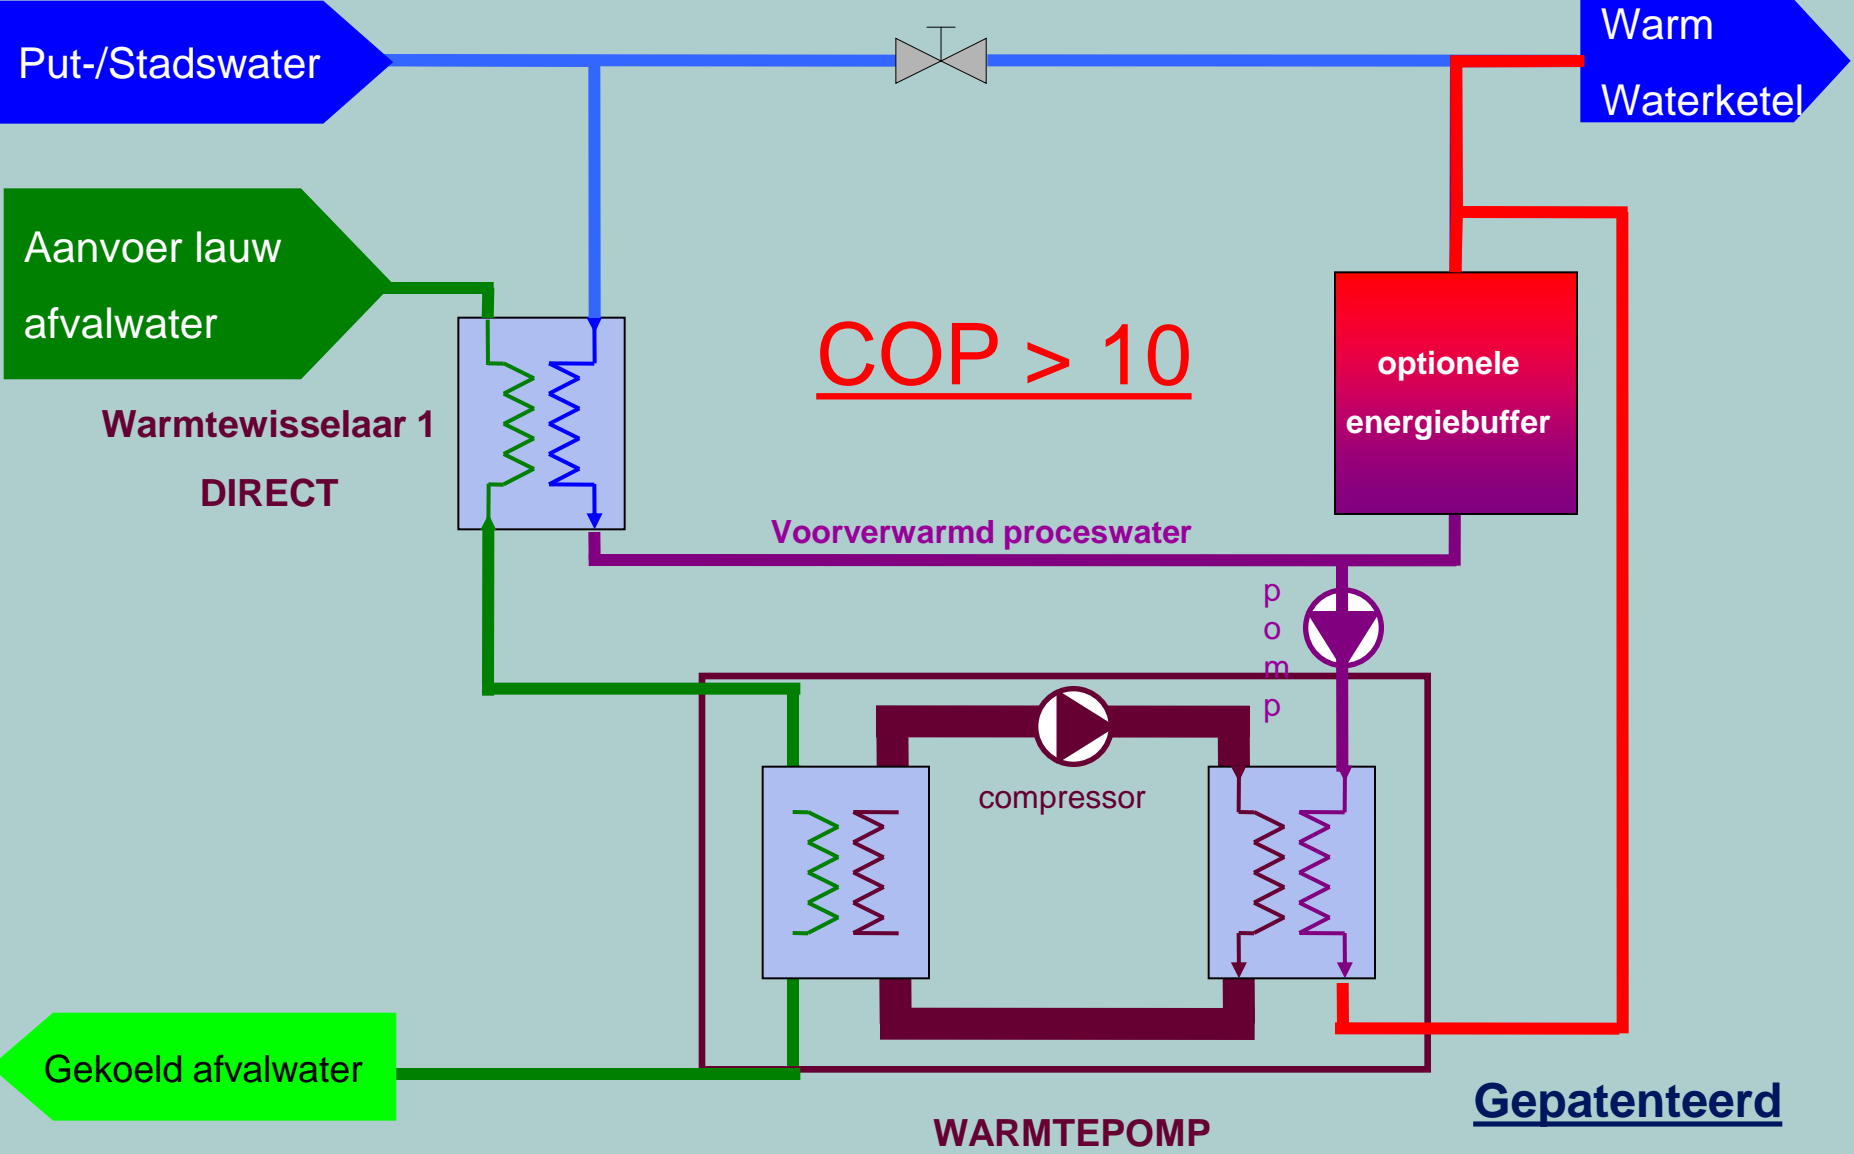 Put-/Stadswater
Warm
Waterketel
Aanvoer lauw
afvalwater
COP > 10
optionele
energiebuffer
Warmtewisselaar 1
DIRECT
Voorverwarmd proceswater
p
o
m
p
compressor
Gekoeld afvalwater
Gepatenteerd
WARMTEPOMP